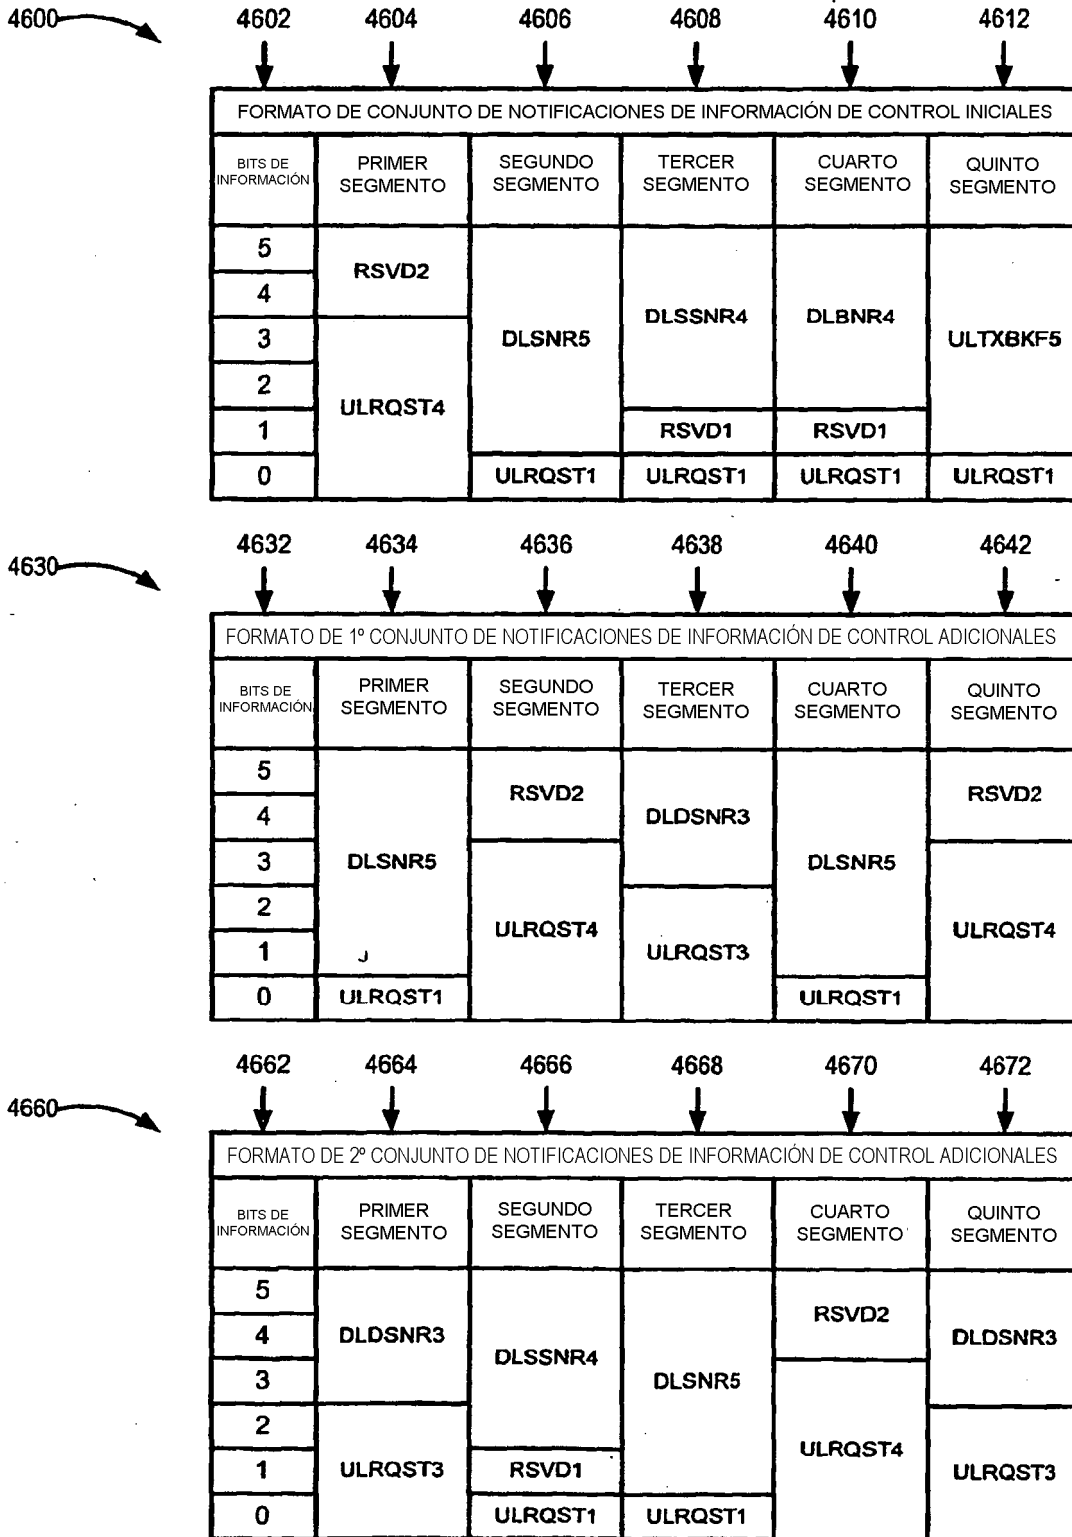 4600 4602 4604 4606 4608 4610 4612
FORMATO DE CONJUNTO DE NOTIFICACIONES DE INFORMACIÓN DE CONTROL INICIALES
BITS DE INFORMACIÓN PRIMER SEGMENTO SEGUNDO SEGMENTO TERCER SEGMENTO CUARTO SEGMENTO QUINTO SEGMENTO
5
RSVD2
4
DLSSNR4 DLBNR4
3 DLSNR5 ULTXBKF5
2
ULRQST4
1 RSVD1 RSVD1
0 ULRQST1 ULRQST1 ULRQST1 ULRQST1
4630 4632 4634 4636 4638 4640 4642
FORMATO DE 1º CONJUNTO DE NOTIFICACIONES DE INFORMACIÓN DE CONTROL ADICIONALES
BITS DE INFORMACIÓN PRIMER SEGMENTO SEGUNDO SEGMENTO TERCER SEGMENTO CUARTO SEGMENTO QUINTO SEGMENTO
5
RSVD2 RSVD2
4 DLDSNR3
3 DLSNR5 DLSNR5
2
ULRQST4 ULRQST4
1 ULRQST3
0 ULRQST1 ULRQST1
4660 4662 4664 4666 4668 4670 4672
FORMATO DE 2º CONJUNTO DE NOTIFICACIONES DE INFORMACIÓN DE CONTROL ADICIONALES
BITS DE INFORMACIÓN PRIMER SEGMENTO SEGUNDO SEGMENTO TERCER SEGMENTO CUARTO SEGMENTO QUINTO SEGMENTO
5
RSVD2
4 DLDSNR3 DLDSNR3
DLSSNR4
3 DLSNR5
2
ULRQST4
1 ULRQST3 RSVD1 ULRQST3
0 ULRQST1 ULRQST1